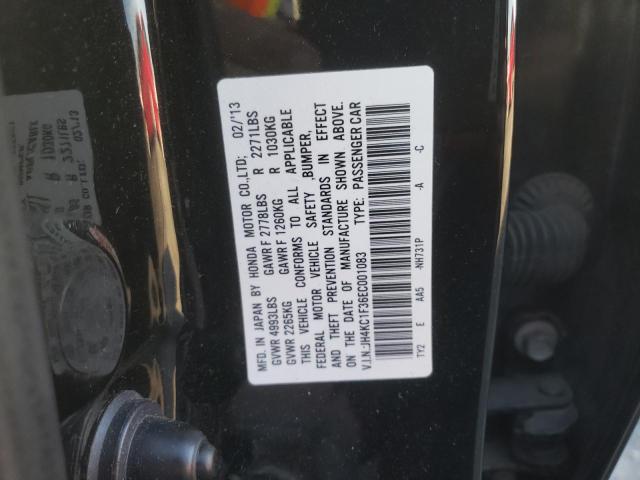 MFD. IN JAPAN BY HONDA MOTOR CO.,LTD: 02/'13
GVWR 4993LBS GAWR F 2778LBS R 2271LBS
GVWR 2265KG GAWR F 1260KG R 1030KG
THIS VEHICLE CONFORMS TO ALL APPLICABLE
FEDERAL MOTOR VEHICLE SAFETY ,BUMPER,
AND THEFT PREVENTION STANDARDS IN EFFECT
ON THE DATE OF MANUFACTURE SHOWN ABOVE.
V.I.N.:JH4KC1F36EC001083 TYPE: PASSENGER CAR
TY2 E AA5 -NH731P -A -C